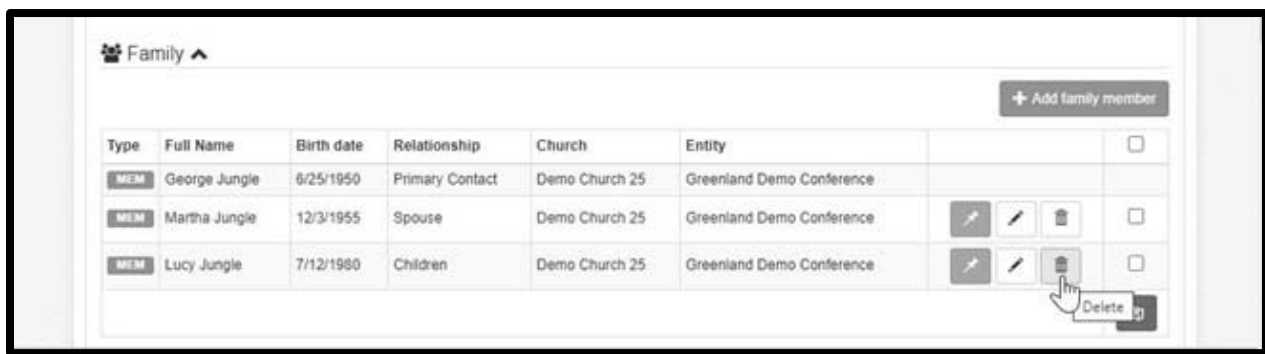 Family
+ Add family member
Type Full Name Birth date Relationship Church Entity
MEM George Jungle 6/25/1950 Primary Contact Demo Church 25 Greenland Demo Conference
MEM Martha Jungle 12/3/1955 Spouse Demo Church 25 Greenland Demo Conference
MEM Lucy Jungle 7/12/1980 Children Demo Church 25 Greenland Demo Conference
Delete